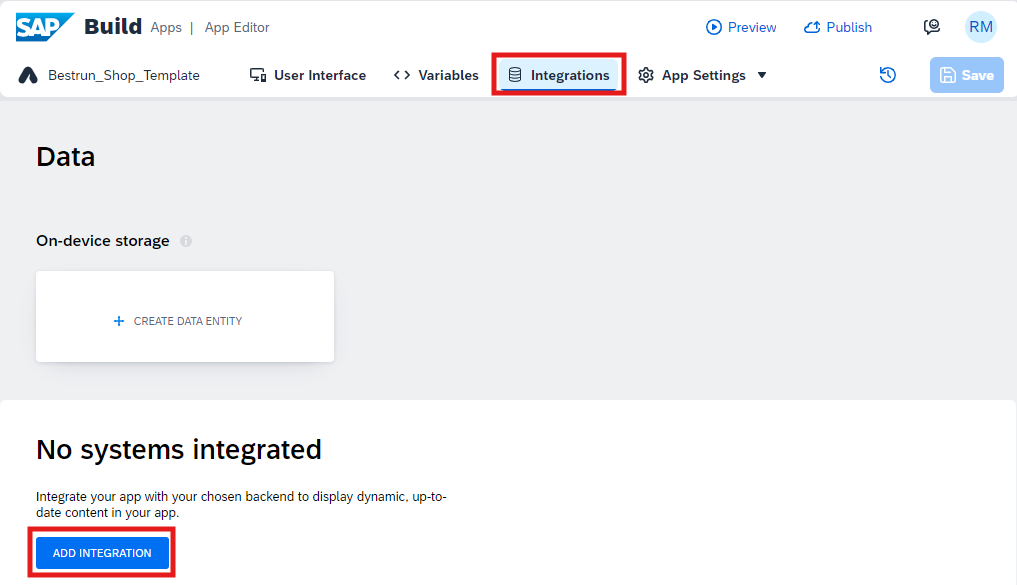 SAP Build Apps | App Editor Preview Publish RM
Bestrun_Shop_Template User Interface <> Variables Integrations App Settings Save
Data
On-device storage
+ CREATE DATA ENTITY
No systems integrated
Integrate your app with your chosen backend to display dynamic, up-to-
date content in your app.
ADD INTEGRATION